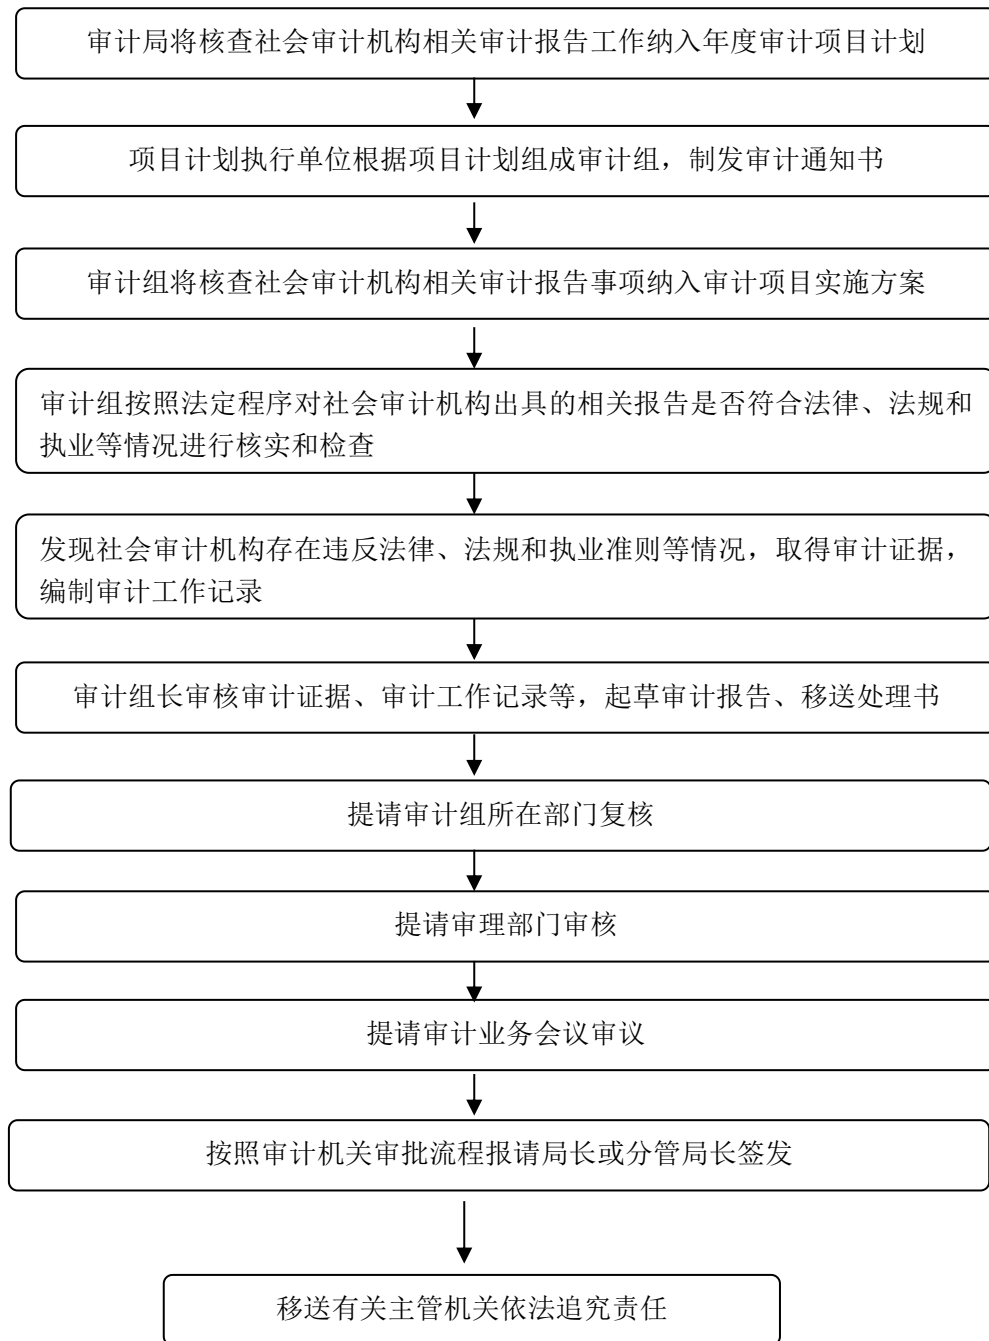 审计局将核查社会审计机构相关审计报告工作纳入年度审计项目计划
项目计划执行单位根据项目计划组成审计组，制发审计通知书
审计组将核查社会审计机构相关审计报告事项纳入审计项目实施方案
审计组按照法定程序对社会审计机构出具的相关报告是否符合法律、法规和
执业等情况进行核实和检查
发现社会审计机构存在违反法律、法规和执业准则等情况，取得审计证据，
编制审计工作记录
审计组长审核审计证据、审计工作记录等，起草审计报告、移送处理书
提请审计组所在部门复核
提请审理部门审核
提请审计业务会议审议
按照审计机关审批流程报请局长或分管局长签发
移送有关主管机关依法追究责任